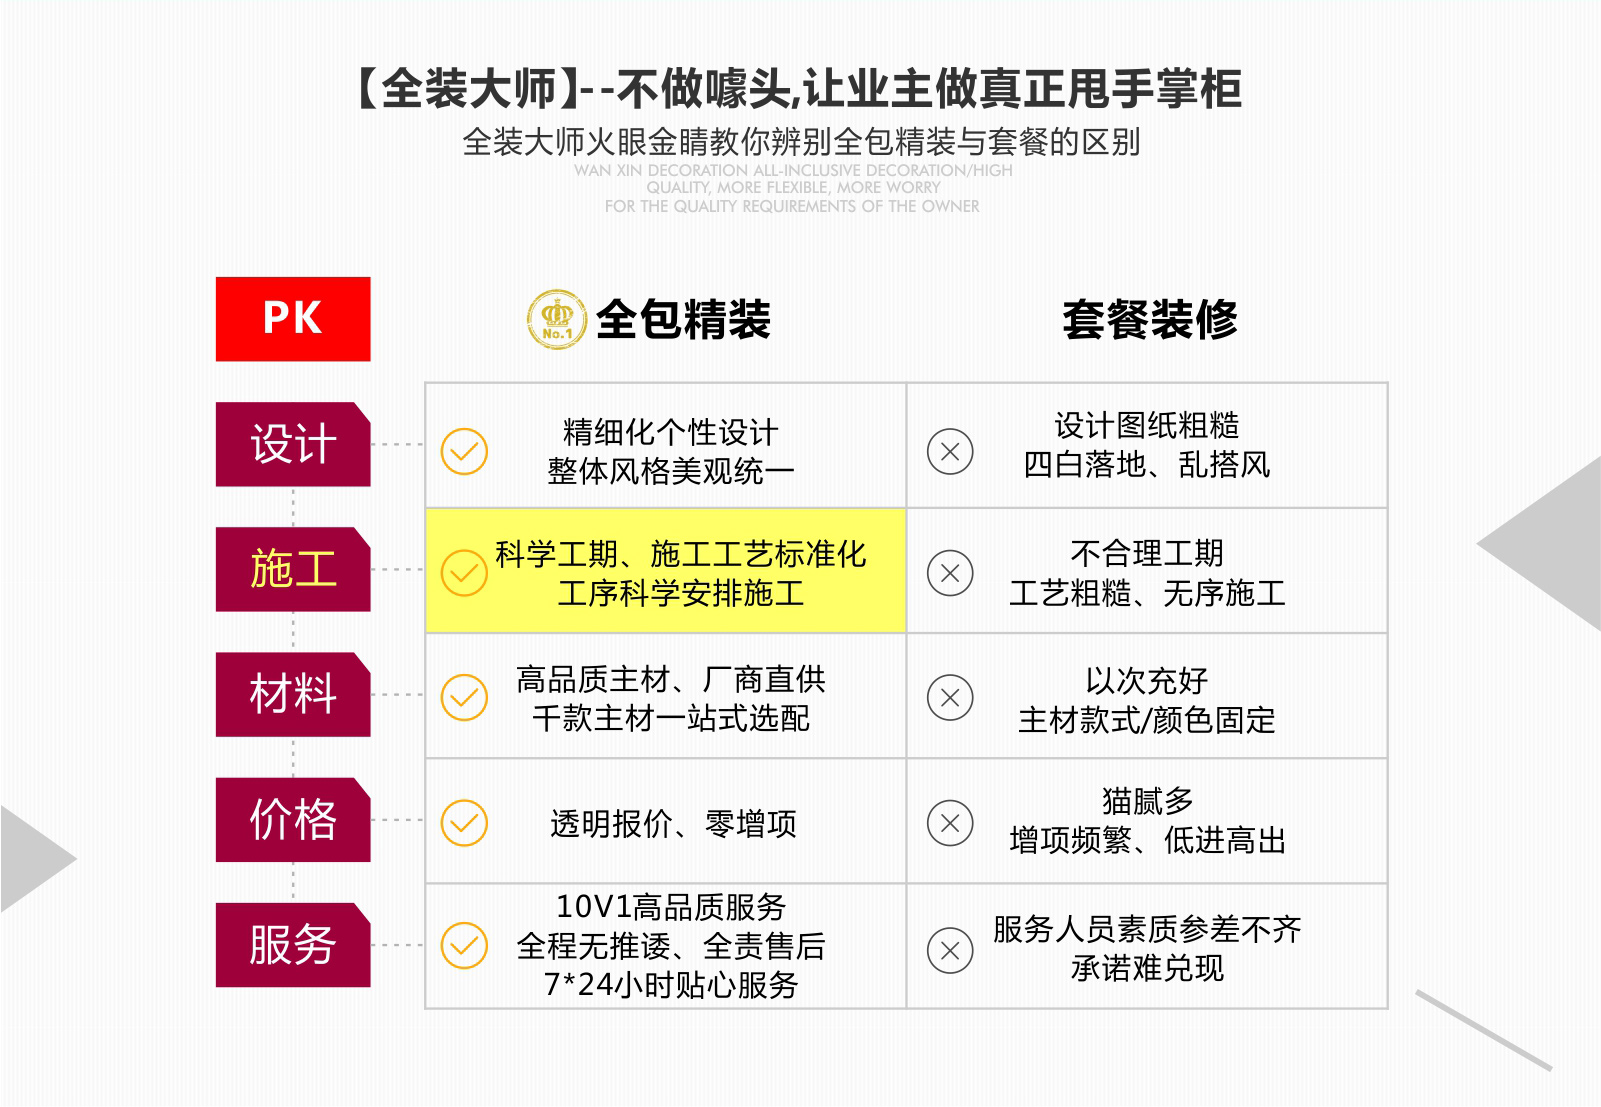 【全装大师】--不做噱头,让业主做真正甩手掌柜
全装大师火眼金睛教你辨别全包精装与套餐的区别
WAN XIN DECORATION ALL-INCLUSIVE DECORATION/HIGH
QUALITY, MORE FLEXIBLE, MORE WORRY
FOR THE QUALITY REQUIREMENTS OF THE OWNER
PK
No.1
全包精装
套餐装修
设计
精细化个性设计
整体风格美观统一
设计图纸粗糙
四白落地、乱搭风
施工
科学工期、施工工艺标准化
工序科学安排施工
不合理工期
工艺粗糙、无序施工
材料
高品质主材、厂商直供
千款主材一站式选配
以次充好
主材款式/颜色固定
价格
透明报价、零增项
猫腻多
增项频繁、低进高出
服务
10V1高品质服务
全程无推诿、全责售后
7*24小时贴心服务
服务人员素质参差不齐
承诺难兑现